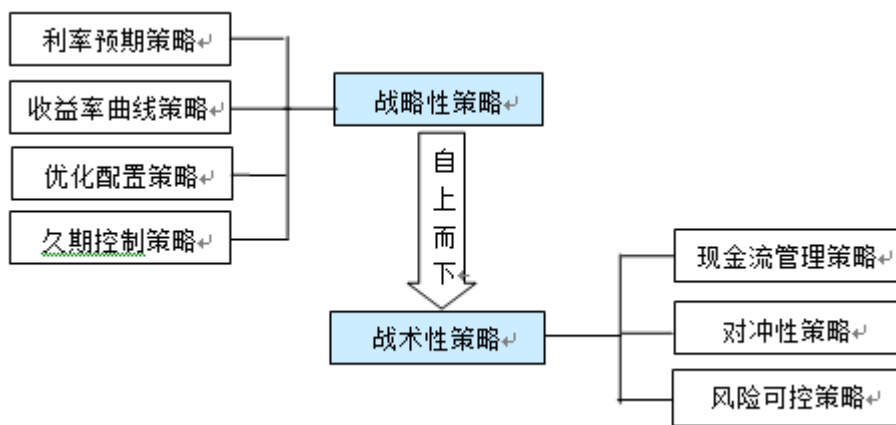 利率预期策略
收益率曲线策略
优化配置策略
久期控制策略
战略性策略
自上而下
战术性策略
现金流管理策略
对冲性策略
风险可控策略